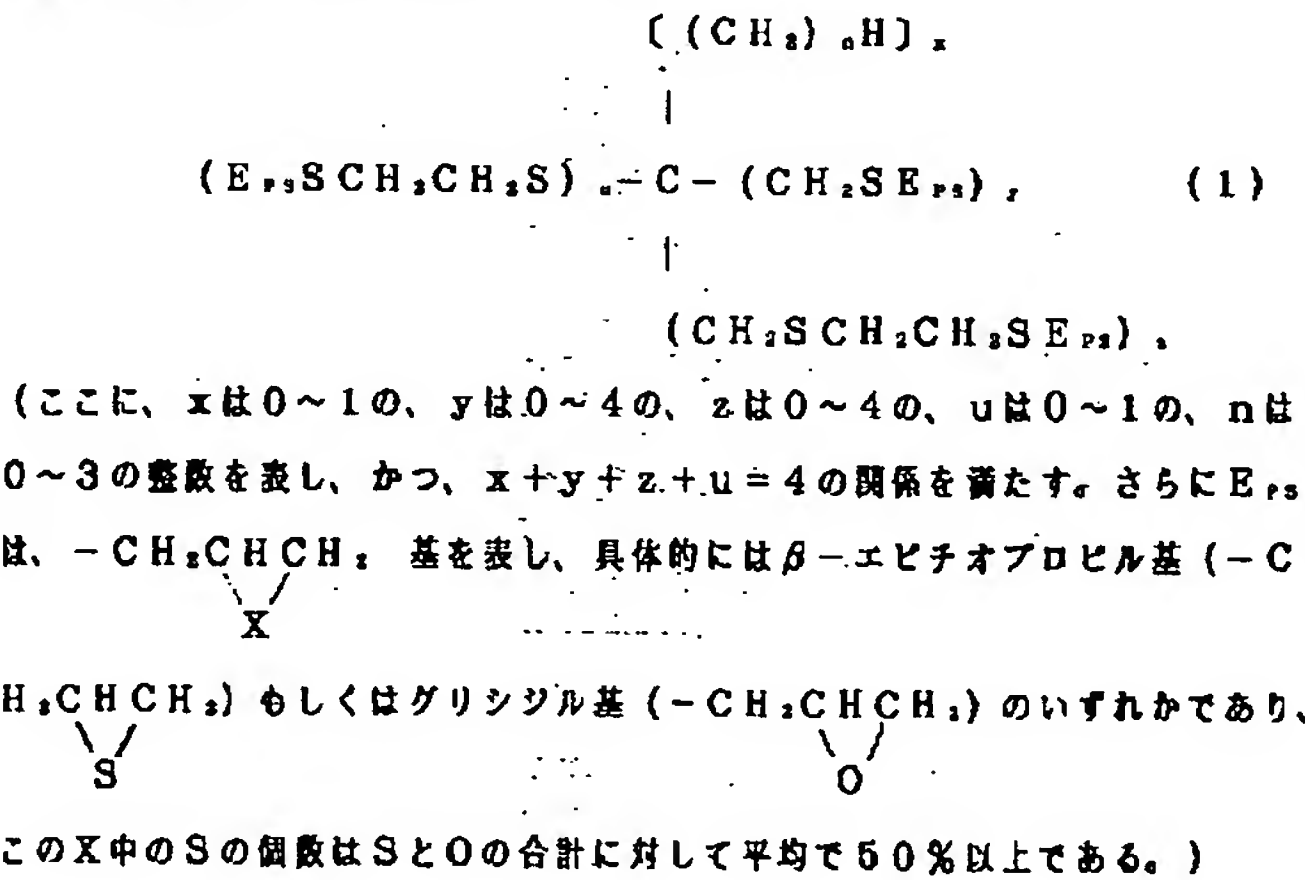 〔(CH₂)ₙH〕ₓ
|
(EₚₛSCH₂CH₂S)ᵤ-C-(CH₂SEₚₛ)ᵧ (1)
|
(CH₂SCH₂CH₂SEₚₛ)z
(ここに、xは0~1の、yは0~4の、zは0~4の、uは0~1の、nは
0~3の整数を表し、かつ、x+y+z+u=4の関係を満たす。さらにEₚₛ
は、-CH₂CHCH₂ 基を表し、具体的にはβ-エピチオプロピル基(-C
\ /
X
H₂CHCH₂)もしくはグリシジル基(-CH₂CHCH₂)のいずれかであり、
\ / \ /
S O
このX中のSの個数はSとOの合計に対して平均で50%以上である。)